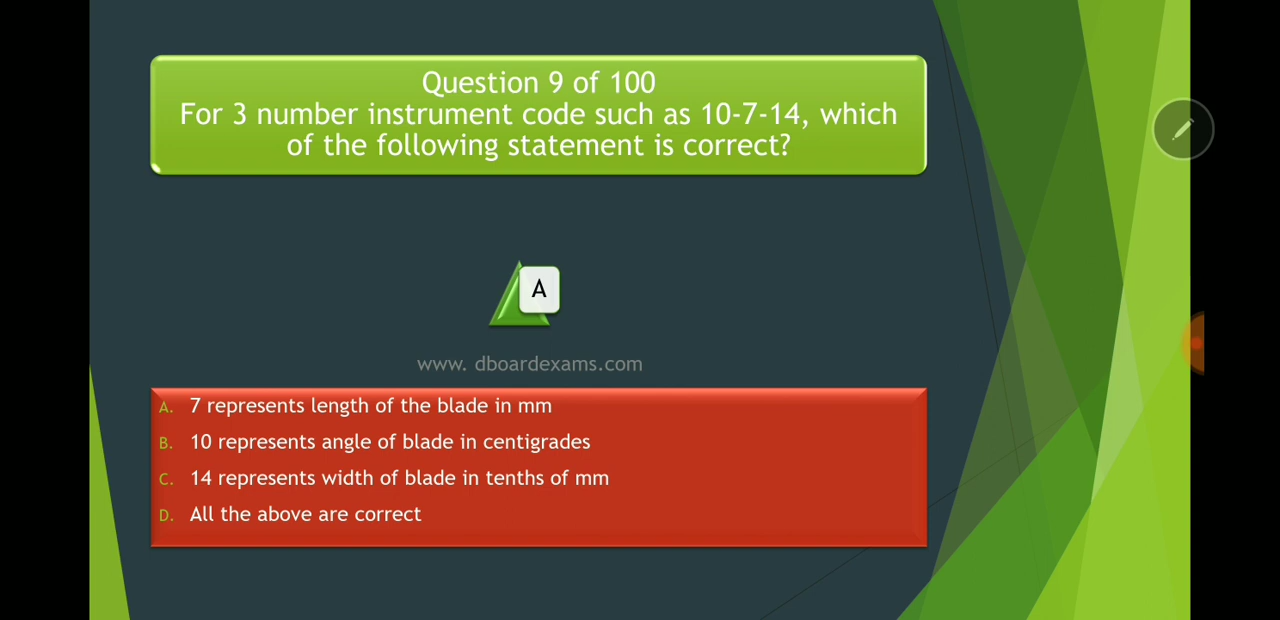 Question 9 of 100
For 3 number instrument code such as 10-7-14, which
of the following statement is correct?
A
www. dboardexams.com
A. 7 represents length of the blade in mm
B. 10 represents angle of blade in centigrades
C. 14 represents width of blade in tenths of mm
D. All the above are correct